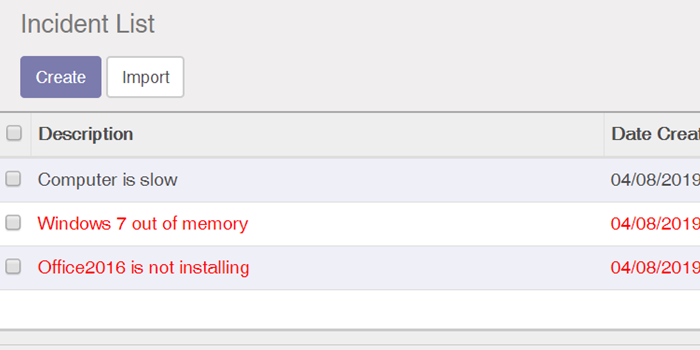 Incident List
Create Import
Description Date
Computer is slow 04/08/2019
Windows 7 out of memory 04/08/2019
Office2016 is not installing 04/08/2019